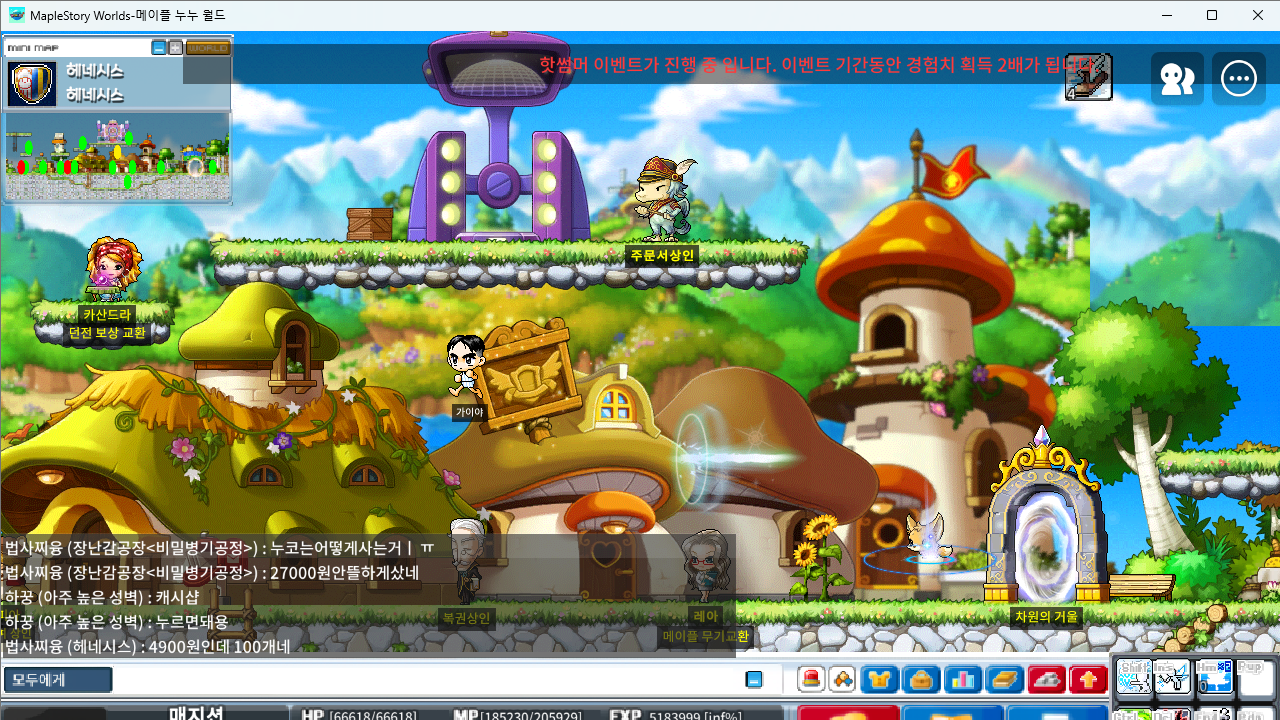 MapleStory Worlds-메이플 누누 월드
MINI MAP
WORLD
헤네시스
헤네시스
핫썸머 이벤트가 진행 중 입니다. 이벤트 기간동안 경험치 획득 2배가 됩니다.
4
주문서상인
카산드라
던전 보상 교환
가이야
법사찌융 (장난감공장<비밀병기공정>) : 누코는어떻게사는거ㅣㅠ
법사찌융 (장난감공장<비밀병기공정>) : 27000원안뜰하게샀네
하꿍 (아주 높은 성벽) : 캐시샵
하꿍 (아주 높은 성벽) : 누르면돼용
법사찌융 (헤네시스) : 4900원인데 100개네
복권상인
레아
메이플 무기교환
차원의 거울
모두에게
Shift
Ins
Hm
Pup
매지션
HP [66618/66618]
MP [185230/205929]
EXP 5183999 [inf%]